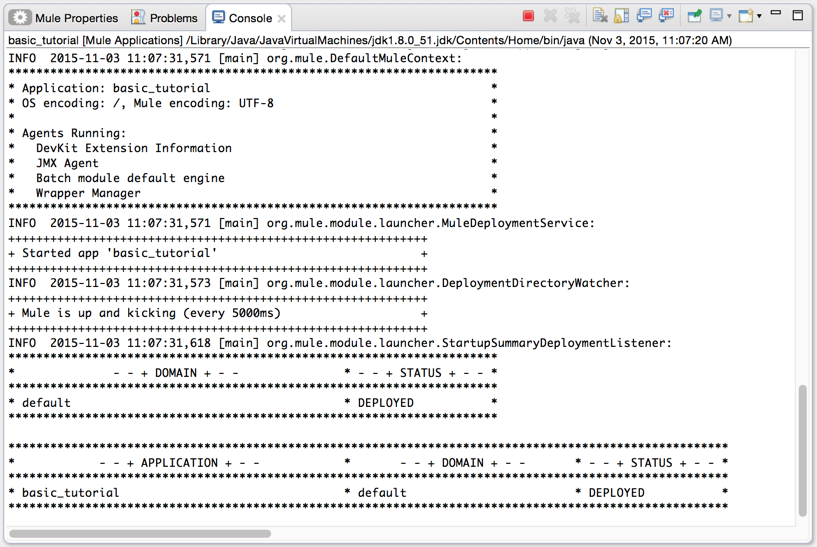 Mule Properties Problems Console
basic_tutorial [Mule Applications] /Library/Java/JavaVirtualMachines/jdk1.8.0_51.jdk/Contents/Home/bin/java (Nov 3, 2015, 11:07:20 AM)
INFO  2015-11-03 11:07:31,571 [main] org.mule.DefaultMuleContext:
**********************************************************************
* Application: basic_tutorial                                        *
* OS encoding: /, Mule encoding: UTF-8                               *
*                                                                    *
* Agents Running:                                                    *
*   DevKit Extension Information                                     *
*   JMX Agent                                                        *
*   Batch module default engine                                      *
*   Wrapper Manager                                                  *
**********************************************************************
INFO  2015-11-03 11:07:31,571 [main] org.mule.module.launcher.MuleDeploymentService:
++++++++++++++++++++++++++++++++++++++++++++++++++++++++++++
+ Started app 'basic_tutorial'                             +
++++++++++++++++++++++++++++++++++++++++++++++++++++++++++++
INFO  2015-11-03 11:07:31,573 [main] org.mule.module.launcher.DeploymentDirectoryWatcher:
++++++++++++++++++++++++++++++++++++++++++++++++++++++++++++
+ Mule is up and kicking (every 5000ms)                    +
++++++++++++++++++++++++++++++++++++++++++++++++++++++++++++
INFO  2015-11-03 11:07:31,618 [main] org.mule.module.launcher.StartupSummaryDeploymentListener:
**********************************************************************
*              - - + DOMAIN + - -               * - - + STATUS + - - *
**********************************************************************
* default                                       * DEPLOYED           *
**********************************************************************

*******************************************************************************************************
*            - - + APPLICATION + - -            *       - - + DOMAIN + - -       * - - + STATUS + - - *
*******************************************************************************************************
* basic_tutorial                                * default                        * DEPLOYED           *
*******************************************************************************************************